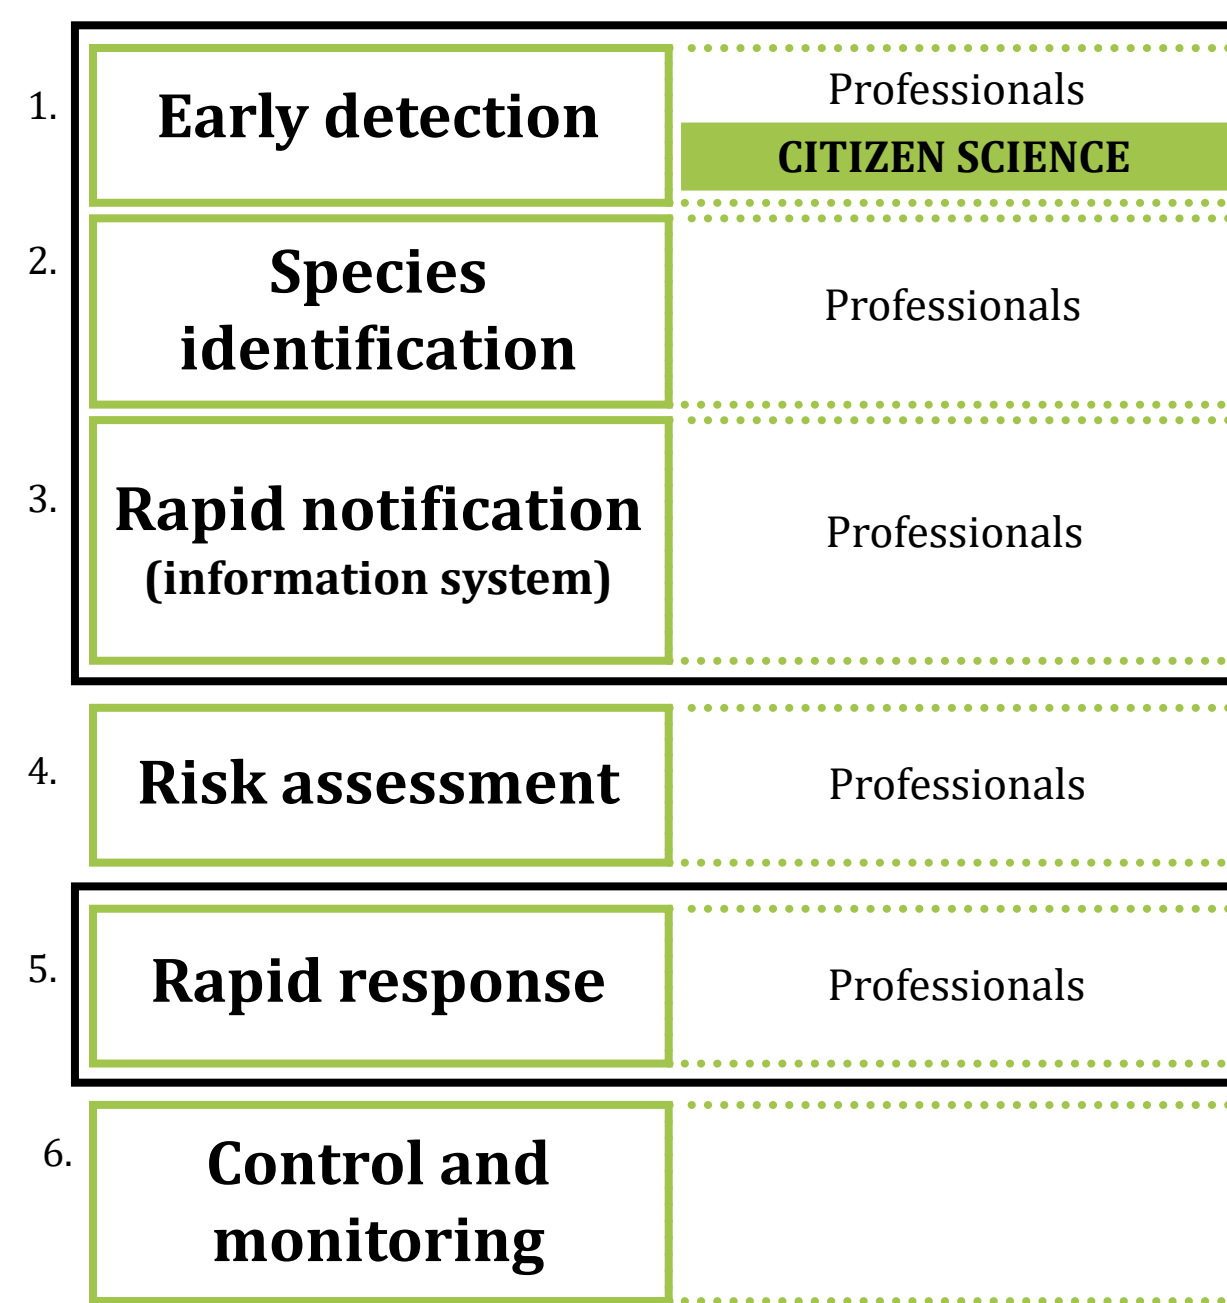 1.
Early detection
Professionals
CITIZEN SCIENCE
2.
Species
identification
Professionals
3.
Rapid notification
(information system)
Professionals
4.
Risk assessment
Professionals
5.
Rapid response
Professionals
6.
Control and
monitoring